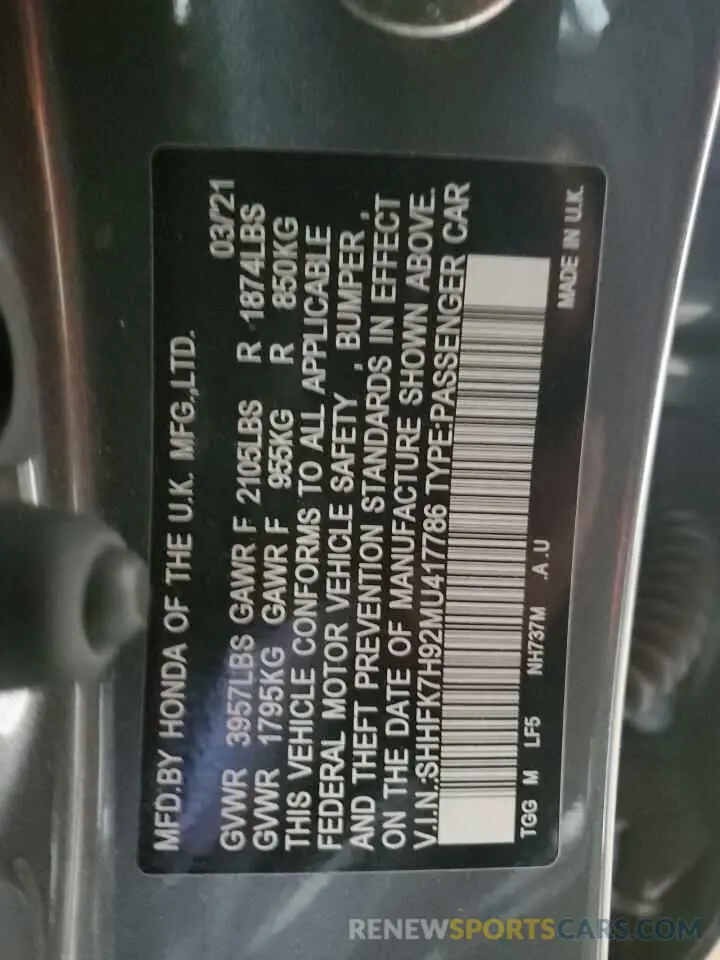 MFD.BY HONDA OF THE U.K. MFG.,LTD.
03/'21
GVWR 3957LBS GAWR F 2105LBS R 1874LBS
GVWR 1795KG GAWR F 955KG R 850KG
THIS VEHICLE CONFORMS TO ALL APPLICABLE
FEDERAL MOTOR VEHICLE SAFETY , BUMPER ,
AND THEFT PREVENTION STANDARDS IN EFFECT
ON THE DATE OF MANUFACTURE SHOWN ABOVE.
V.I.N.:SHHFK7H92MU417786 TYPE:PASSENGER CAR
TGG M LF5 NH737M .A .U
MADE IN U.K.
RENEWSPORTSCARS.COM